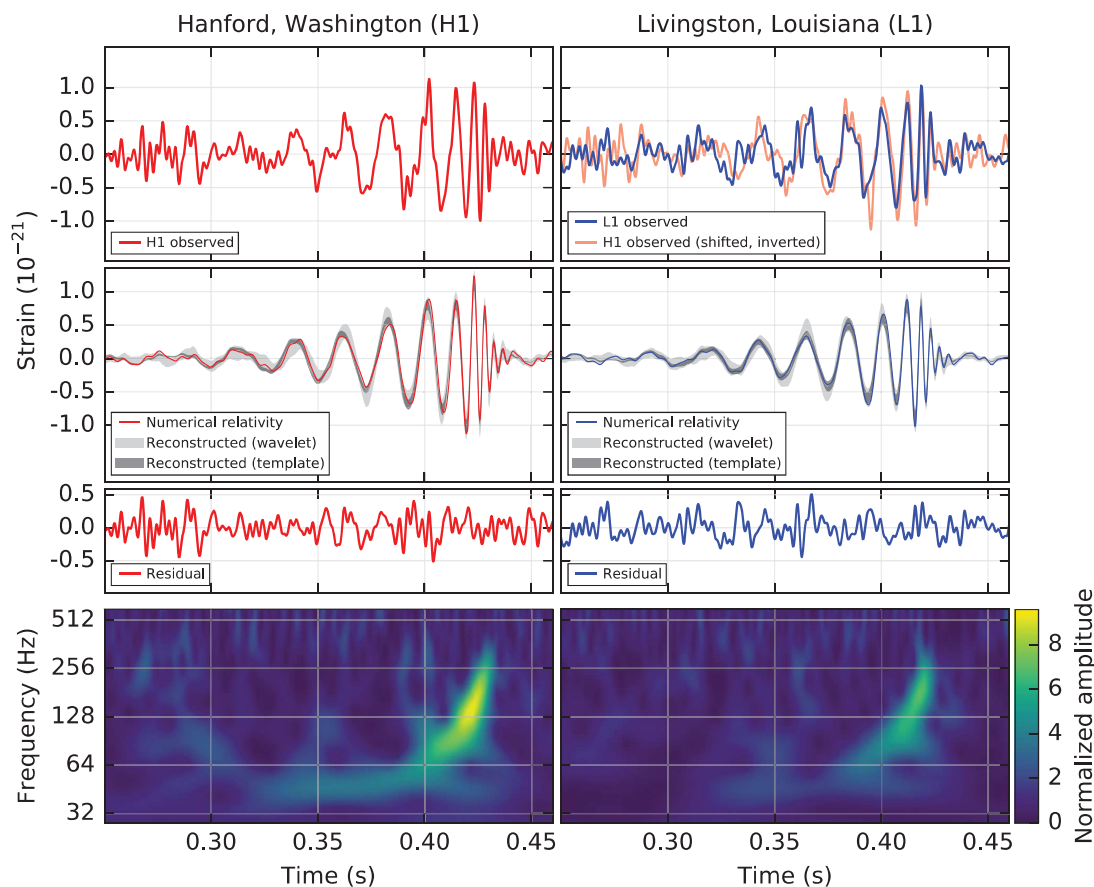 Hanford, Washington (H1)
Livingston, Louisiana (L1)
Strain (10⁻²¹)
1.0
0.5
0.0
-0.5
-1.0
H1 observed
L1 observed
H1 observed (shifted, inverted)
1.0
0.5
0.0
-0.5
-1.0
Numerical relativity
Reconstructed (wavelet)
Reconstructed (template)
Numerical relativity
Reconstructed (wavelet)
Reconstructed (template)
0.5
0.0
-0.5
Residual
Residual
Frequency (Hz)
512
256
128
64
32
0.30
0.35
0.40
0.45
Time (s)
0.30
0.35
0.40
0.45
Time (s)
8
6
4
2
0
Normalized amplitude